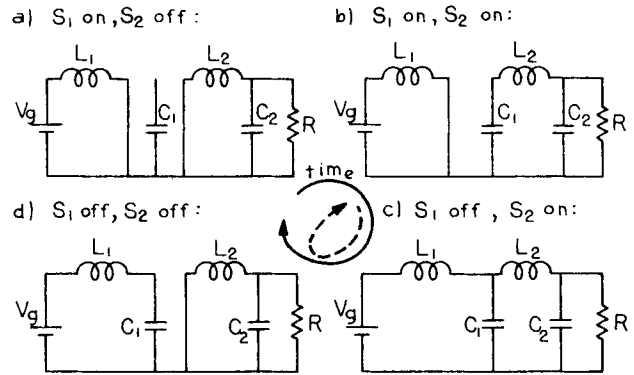 a) S₁ on, S₂ off:
L₁
L₂
Vg
C₁
C₂
R
b) S₁ on, S₂ on:
L₁
L₂
Vg
C₁
C₂
R
time
d) S₁ off, S₂ off:
L₁
L₂
Vg
C₁
C₂
R
c) S₁ off, S₂ on:
L₁
L₂
Vg
C₁
C₂
R